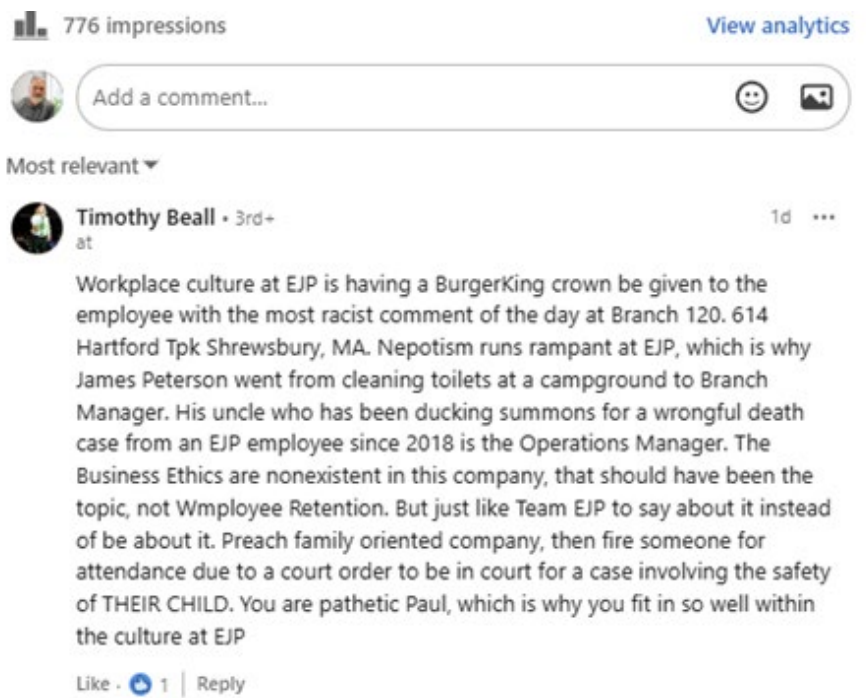 776 impressions
View analytics
Add a comment...
Most relevant
Timothy Beall • 3rd+
1d
at
Workplace culture at EJP is having a BurgerKing crown be given to the
employee with the most racist comment of the day at Branch 120. 614
Hartford Tpk Shrewsbury, MA. Nepotism runs rampant at EJP, which is why
James Peterson went from cleaning toilets at a campground to Branch
Manager. His uncle who has been ducking summons for a wrongful death
case from an EJP employee since 2018 is the Operations Manager. The
Business Ethics are nonexistent in this company, that should have been the
topic, not Wmployee Retention. But just like Team EJP to say about it instead
of be about it. Preach family oriented company, then fire someone for
attendance due to a court order to be in court for a case involving the safety
of THEIR CHILD. You are pathetic Paul, which is why you fit in so well within
the culture at EJP
Like · 1 | Reply